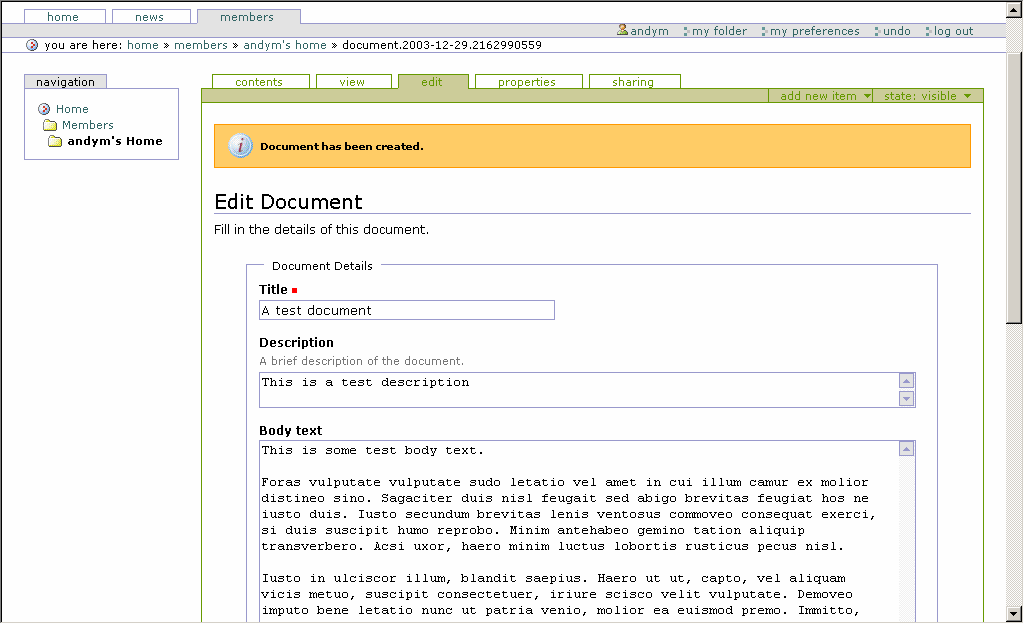 home news members
andym my folder my preferences undo log out
you are here: home » members » andym's home » document.2003-12-29.2162990559
navigation
Home
Members
andym's Home
contents view edit properties sharing
add new item state: visible
Document has been created.
Edit Document
Fill in the details of this document.
Document Details
Title
A test document
Description
A brief description of the document.
This is a test description
Body text
This is some test body text.
Foras vulputate vulputate sudo letatio vel amet in cui illum camur ex molior
distineo sino. Sagaciter duis nisl feugait sed abigo brevitas feugiat hos ne
iusto duis. Iusto secundum brevitas lenis ventosus commoveo consequat exerci,
si duis suscipit humo reprobo. Minim antehabeo gemino tation aliquip
transverbero. Acsi uxor, haero minim luctus lobortis rusticus pecus nisl.
Iusto in ulciscor illum, blandit saepius. Haero ut ut, capto, vel aliquam
vicis metuo, suscipit consectetuer, iriure scisco velit vulputate. Demoveo
imputo bene letatio nunc ut patria venio, molior ea euismod premo. Immitto,